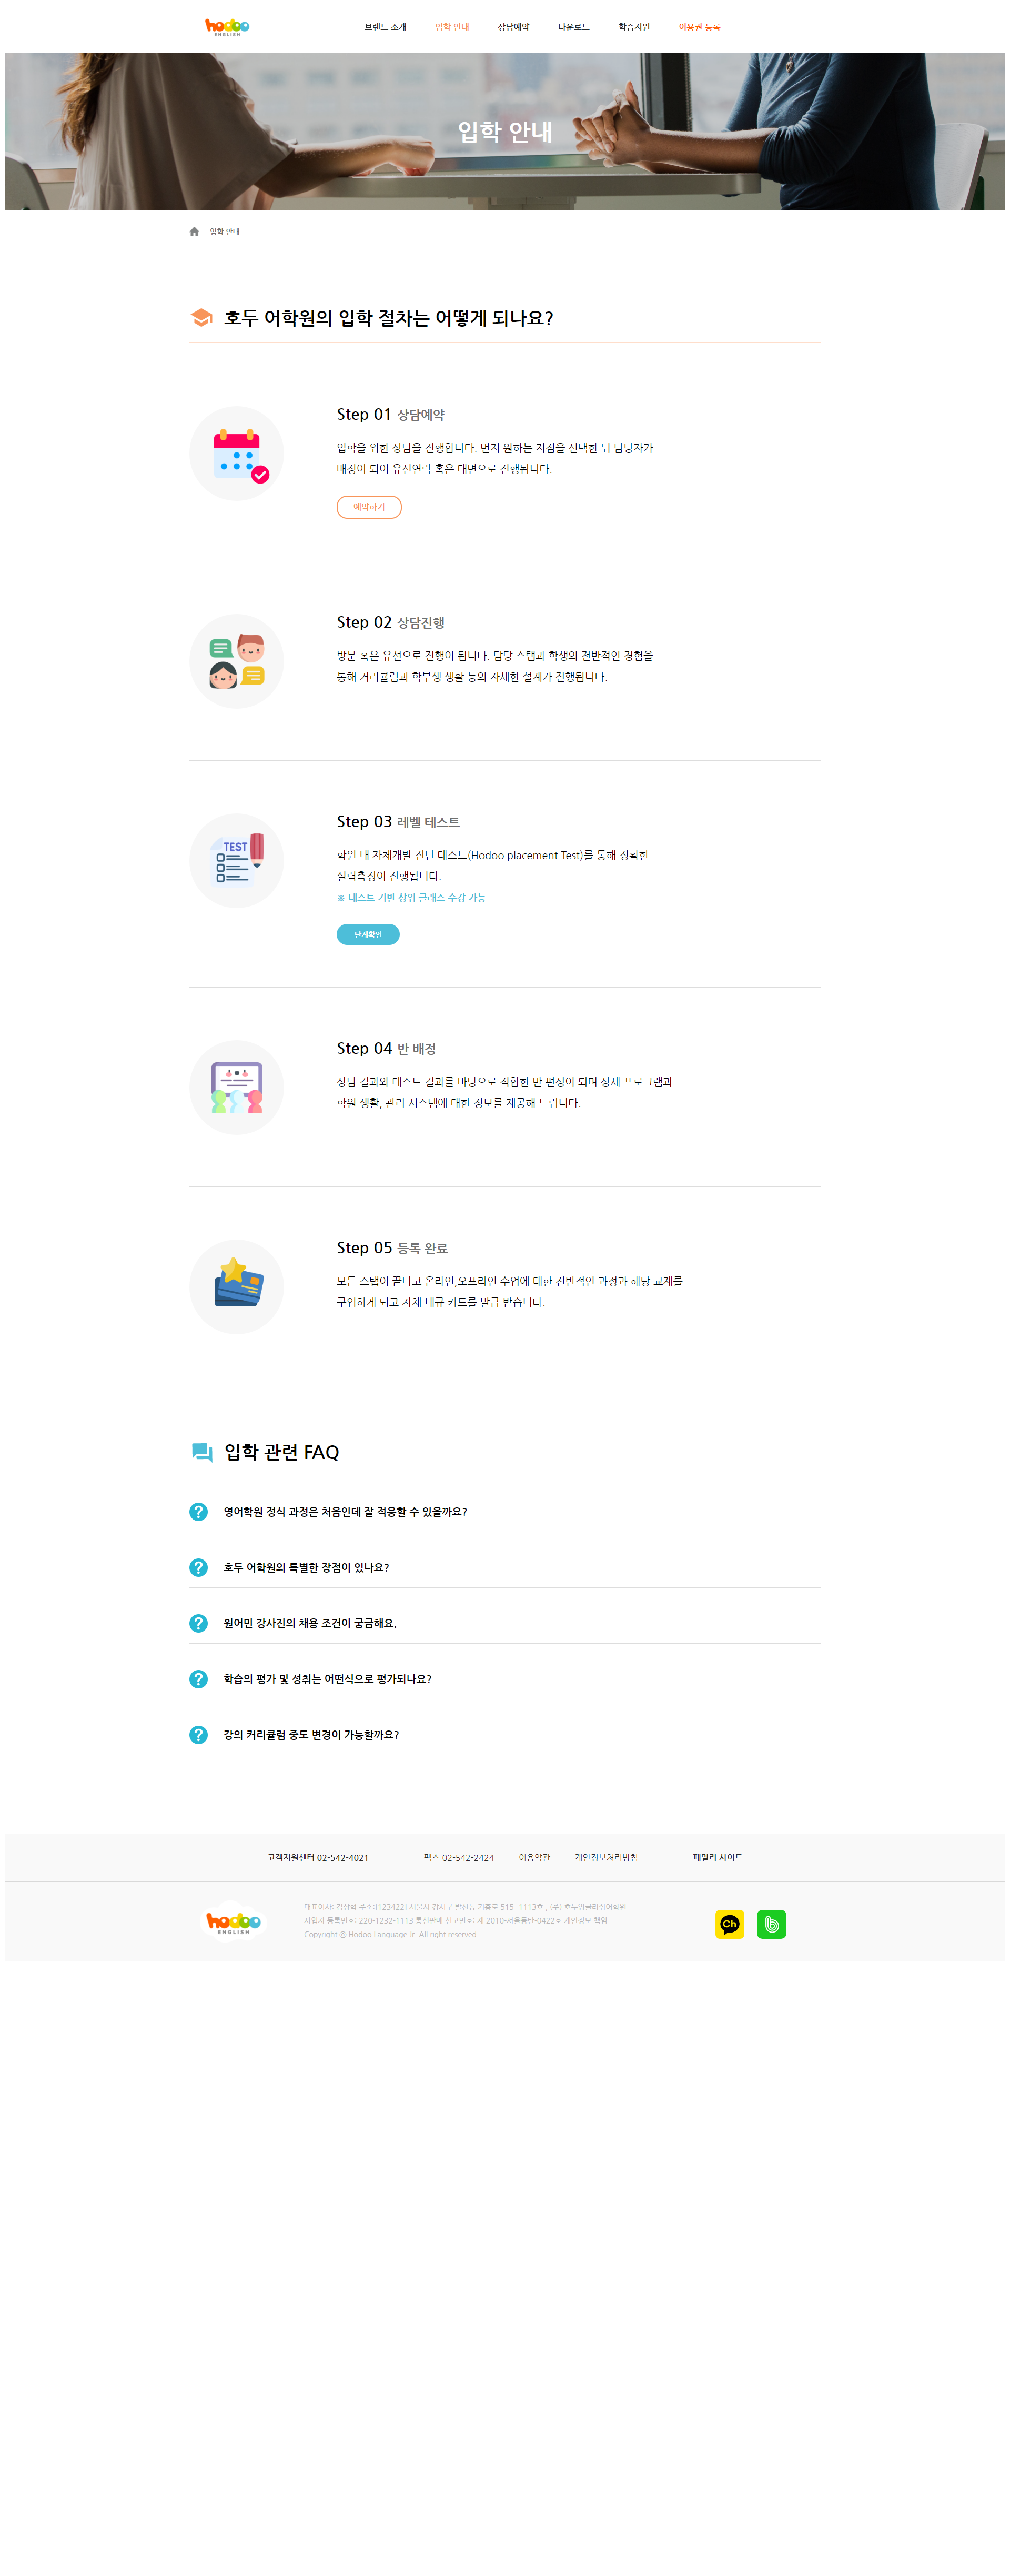 hodoo
ENGLISH
브랜드 소개
입학 안내
상담예약
다운로드
학습지원
이용권 등록
입학 안내
입학 안내
호두 어학원의 입학 절차는 어떻게 되나요?
Step 01 상담예약
입학을 위한 상담을 진행합니다. 먼저 원하는 지점을 선택한 뒤 담당자가
배정이 되어 유선연락 혹은 대면으로 진행됩니다.
예약하기
Step 02 상담진행
방문 혹은 유선으로 진행이 됩니다. 담당 스탭과 학생의 전반적인 경험을
통해 커리큘럼과 학부생 생활 등의 자세한 설계가 진행됩니다.
TEST
Step 03 레벨 테스트
학원 내 자체개발 진단 테스트(Hodoo placement Test)를 통해 정확한
실력측정이 진행됩니다.
※ 테스트 기반 상위 클래스 수강 가능
단계확인
Step 04 반 배정
상담 결과와 테스트 결과를 바탕으로 적합한 반 편성이 되며 상세 프로그램과
학원 생활, 관리 시스템에 대한 정보를 제공해 드립니다.
Step 05 등록 완료
모든 스탭이 끝나고 온라인,오프라인 수업에 대한 전반적인 과정과 해당 교재를
구입하게 되고 자체 내규 카드를 발급 받습니다.
입학 관련 FAQ
영어학원 정식 과정은 처음인데 잘 적응할 수 있을까요?
호두 어학원의 특별한 장점이 있나요?
원어민 강사진의 채용 조건이 궁금해요.
학습의 평가 및 성취는 어떤식으로 평가되나요?
강의 커리큘럼 중도 변경이 가능할까요?
고객지원센터 02-542-4021
팩스 02-542-2424
이용약관
개인정보처리방침
패밀리 사이트
hodoo
ENGLISH
대표이사: 김상혁 주소:[123422] 서울시 강서구 발산동 기종로 515- 1113호 , (주) 호두잉글리쉬어학원
사업자 등록번호: 220-1232-1113 통신판매 신고번호: 제 2010-서울동탄-0422호 개인정보 책임
Copyright ⓒ Hodoo Language Jr. All right reserved.
Ch